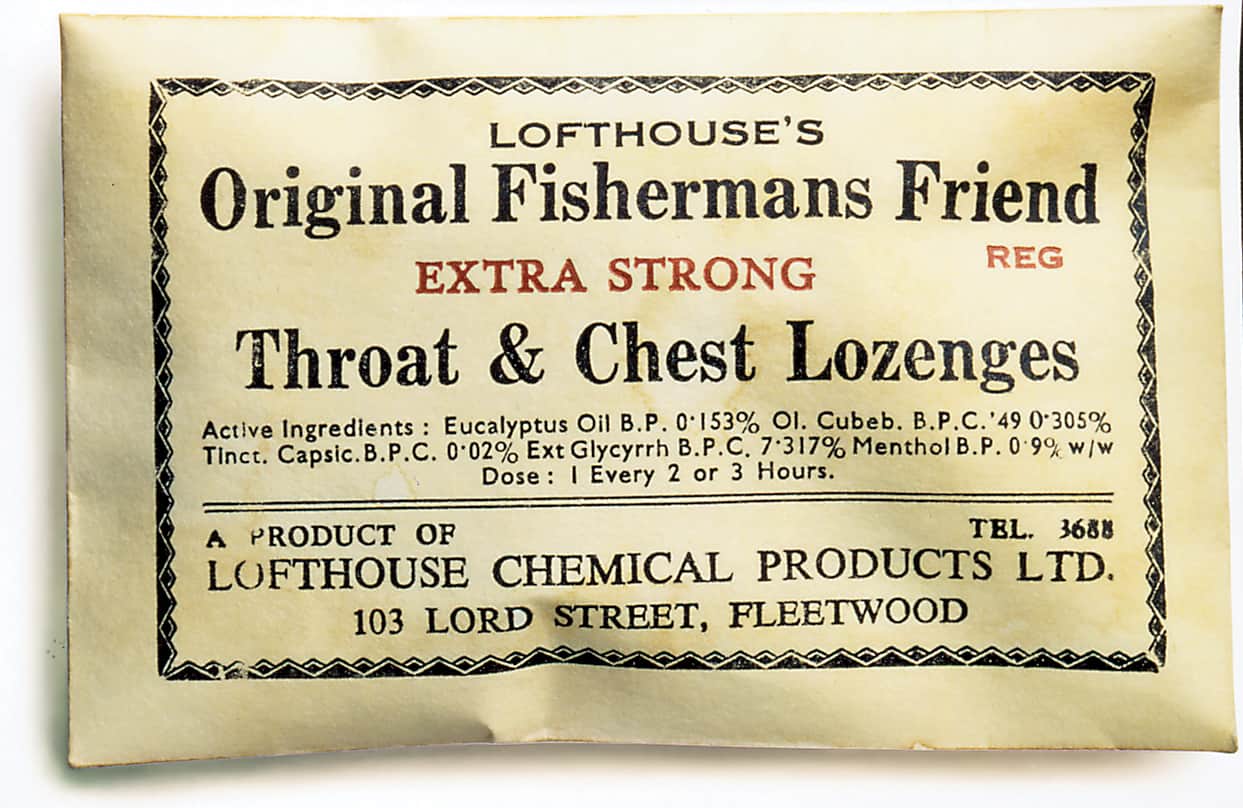 LOFTHOUSE'S
Original Fishermans Friend
REG
EXTRA STRONG
Throat & Chest Lozenges
Active Ingredients : Eucalyptus Oil B.P. 0·153% Ol. Cubeb. B.P.C.'49 0·305%
Tinct. Capsic.B.P.C. 0·02% Ext Glycyrrh B.P.C. 7·317% Menthol B.P. 0·9% w/w
Dose : 1 Every 2 or 3 Hours.
A PRODUCT OF TEL. 3688
LOFTHOUSE CHEMICAL PRODUCTS LTD.
103 LORD STREET, FLEETWOOD